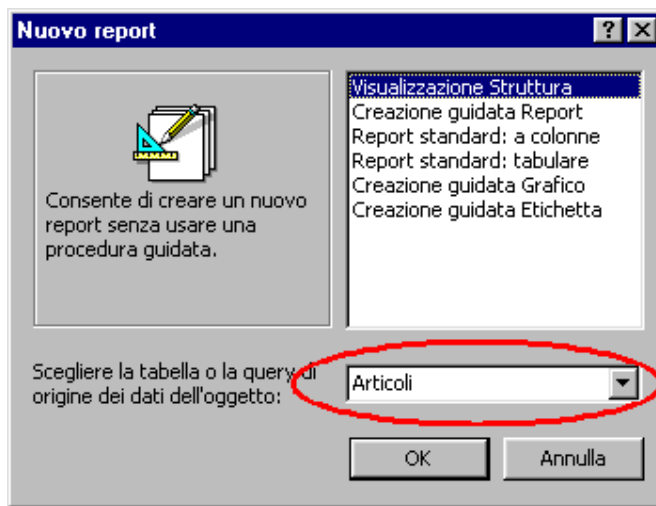 Nuovo report
Visualizzazione Struttura
Creazione guidata Report
Report standard: a colonne
Report standard: tabulare
Creazione guidata Grafico
Creazione guidata Etichetta
Consente di creare un nuovo
report senza usare una
procedura guidata.
Scegliere la tabella o la query di
origine dei dati dell'oggetto:
Articoli
OK
Annulla